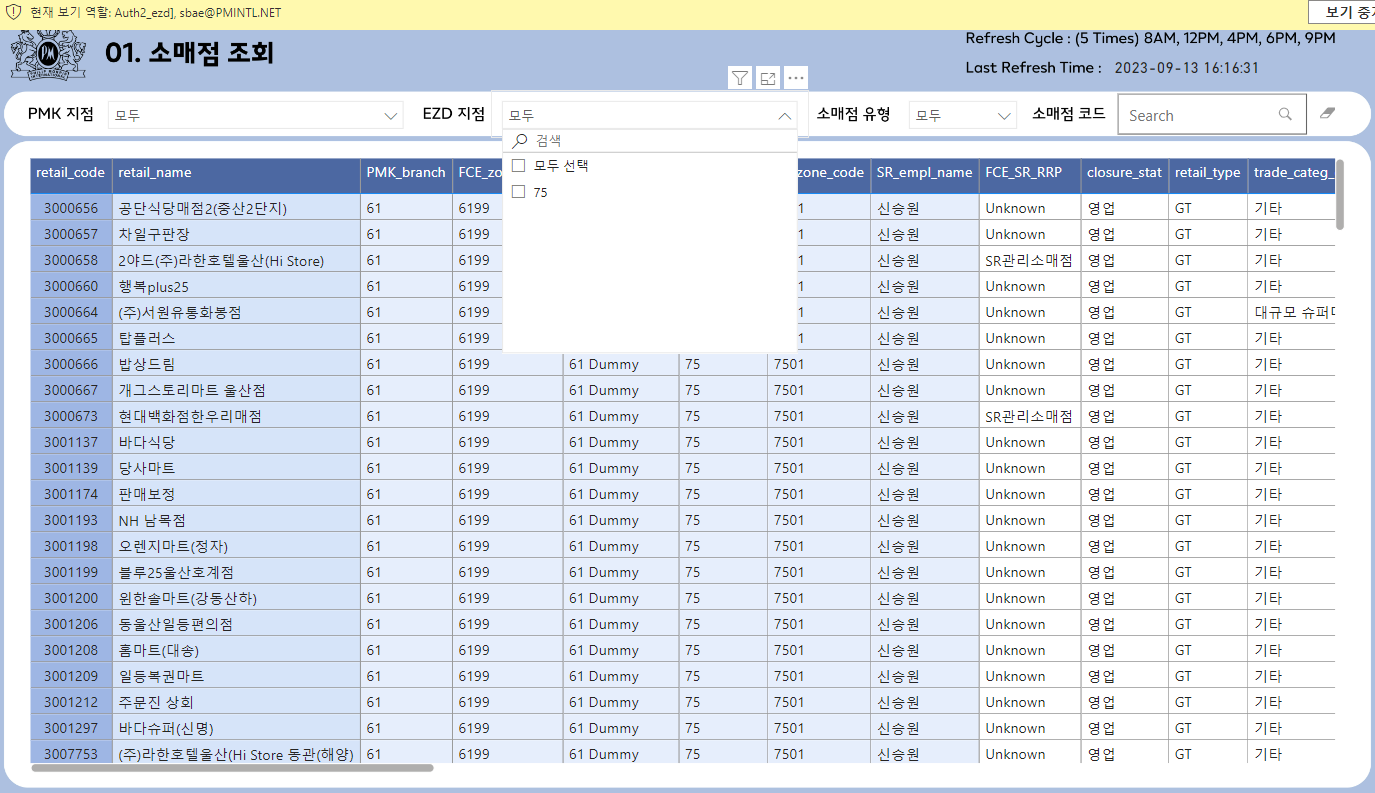 현재 보기 역할: Auth2_ezd], sbae@PMINTL.NET
보기 중
01. 소매점 조회
Refresh Cycle : (5 Times) 8AM, 12PM, 4PM, 6PM, 9PM
Last Refresh Time : 2023-09-13 16:16:31
PM
PMK 지점 모두 EZD 지점 모두 소매점 유형 모두 소매점 코드 Search
검색
모두 선택
75
retail_code retail_name PMK_branch FCE_zo zone_code SR_empl_name FCE_SR_RRP closure_stat retail_type trade_categ_
3000656 공단식당매점2(중산2단지) 61 6199 1 신승원 Unknown 영업 GT 기타
3000657 차일구판장 61 6199 1 신승원 Unknown 영업 GT 기타
3000658 2야드(주)라한호텔울산(Hi Store) 61 6199 1 신승원 SR관리소매점 영업 GT 기타
3000660 행복plus25 61 6199 1 신승원 Unknown 영업 GT 기타
3000664 (주)서원유통화봉점 61 6199 1 신승원 Unknown 영업 GT 대규모 슈퍼
3000665 탑플러스 61 6199 1 신승원 Unknown 영업 GT 기타
3000666 밥상드림 61 6199 61 Dummy 75 7501 신승원 Unknown 영업 GT 기타
3000667 개그스토리마트 울산점 61 6199 61 Dummy 75 7501 신승원 Unknown 영업 GT 기타
3000673 현대백화점한우리매점 61 6199 61 Dummy 75 7501 신승원 SR관리소매점 영업 GT 기타
3001137 바다식당 61 6199 61 Dummy 75 7501 신승원 Unknown 영업 GT 기타
3001139 당사마트 61 6199 61 Dummy 75 7501 신승원 Unknown 영업 GT 기타
3001174 판매보정 61 6199 61 Dummy 75 7501 신승원 Unknown 영업 GT 기타
3001193 NH 남목점 61 6199 61 Dummy 75 7501 신승원 Unknown 영업 GT 기타
3001198 오렌지마트(정자) 61 6199 61 Dummy 75 7501 신승원 Unknown 영업 GT 기타
3001199 블루25울산호계점 61 6199 61 Dummy 75 7501 신승원 Unknown 영업 GT 기타
3001200 원한솔마트(강동산하) 61 6199 61 Dummy 75 7501 신승원 Unknown 영업 GT 기타
3001206 동울산일등편의점 61 6199 61 Dummy 75 7501 신승원 Unknown 영업 GT 기타
3001208 홈마트(대송) 61 6199 61 Dummy 75 7501 신승원 Unknown 영업 GT 기타
3001209 일등복권마트 61 6199 61 Dummy 75 7501 신승원 Unknown 영업 GT 기타
3001212 주문진 상회 61 6199 61 Dummy 75 7501 신승원 Unknown 영업 GT 기타
3001297 바다슈퍼(신명) 61 6199 61 Dummy 75 7501 신승원 Unknown 영업 GT 기타
3007753 (주)라한호텔울산(Hi Store 동관(해양) 61 6199 61 Dummy 75 7501 신승원 Unknown 영업 GT 기타